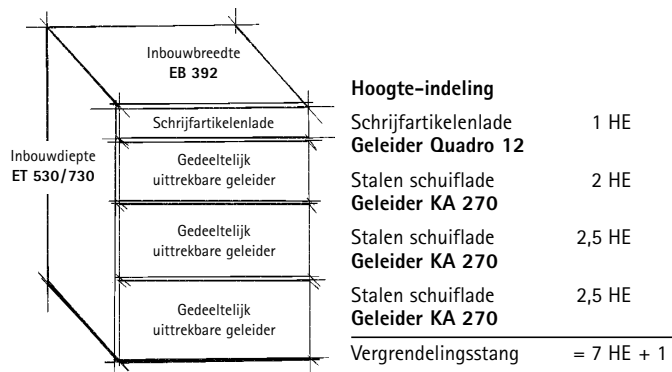 Inbouwbreedte
EB 392
Schrijfartikelenlade
Inbouwdiepte
ET 530/730
Gedeeltelijk
uittrekbare geleider
Gedeeltelijk
uittrekbare geleider
Gedeeltelijk
uittrekbare geleider
Hoogte-indeling
Schrijfartikelenlade 1 HE
Geleider Quadro 12
Stalen schuiflade 2 HE
Geleider KA 270
Stalen schuiflade 2,5 HE
Geleider KA 270
Stalen schuiflade 2,5 HE
Geleider KA 270
Vergrendelingsstang = 7 HE + 1